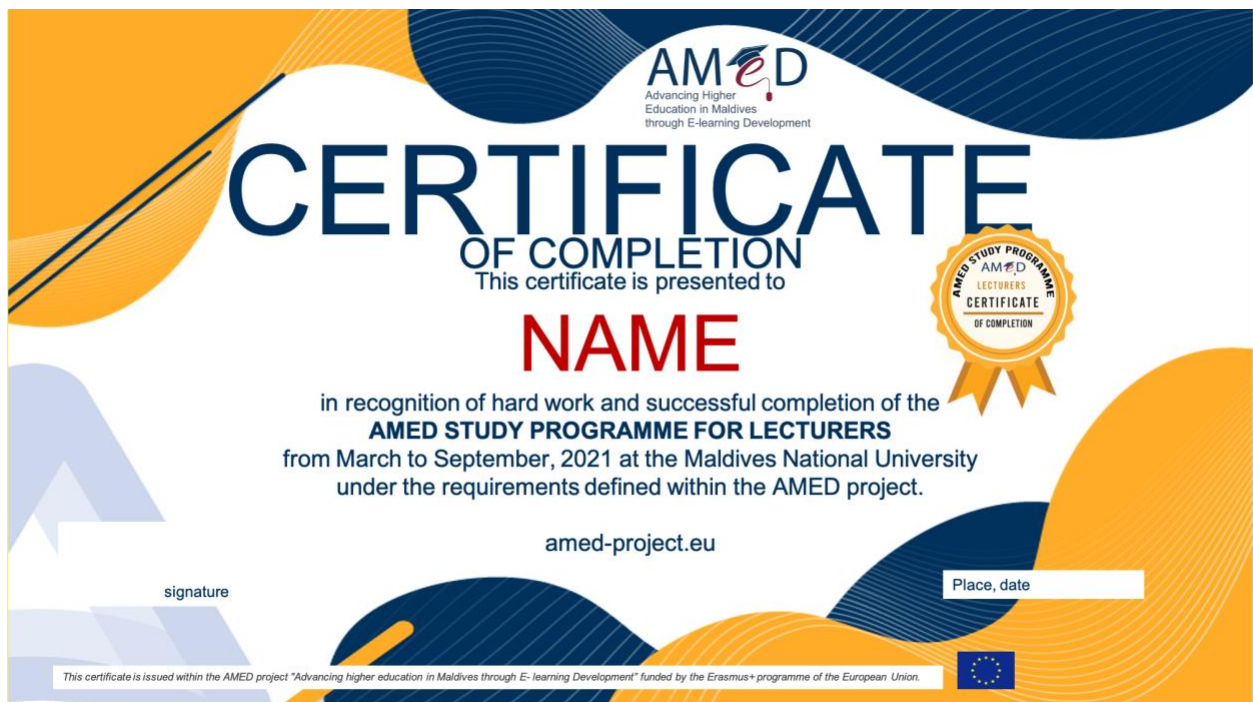 AMeD
Advancing Higher
Education in Maldives
through E-learning Development
CERTIFICATE
OF COMPLETION
This certificate is presented to
NAME
AMED STUDY PROGRAMME
AMeD
LECTURERS
CERTIFICATE
OF COMPLETION
in recognition of hard work and successful completion of the
AMED STUDY PROGRAMME FOR LECTURERS
from March to September, 2021 at the Maldives National University
under the requirements defined within the AMED project.
amed-project.eu
signature
Place, date
This certificate is issued within the AMED project "Advancing higher education in Maldives through E- learning Development" funded by the Erasmus+ programme of the European Union.